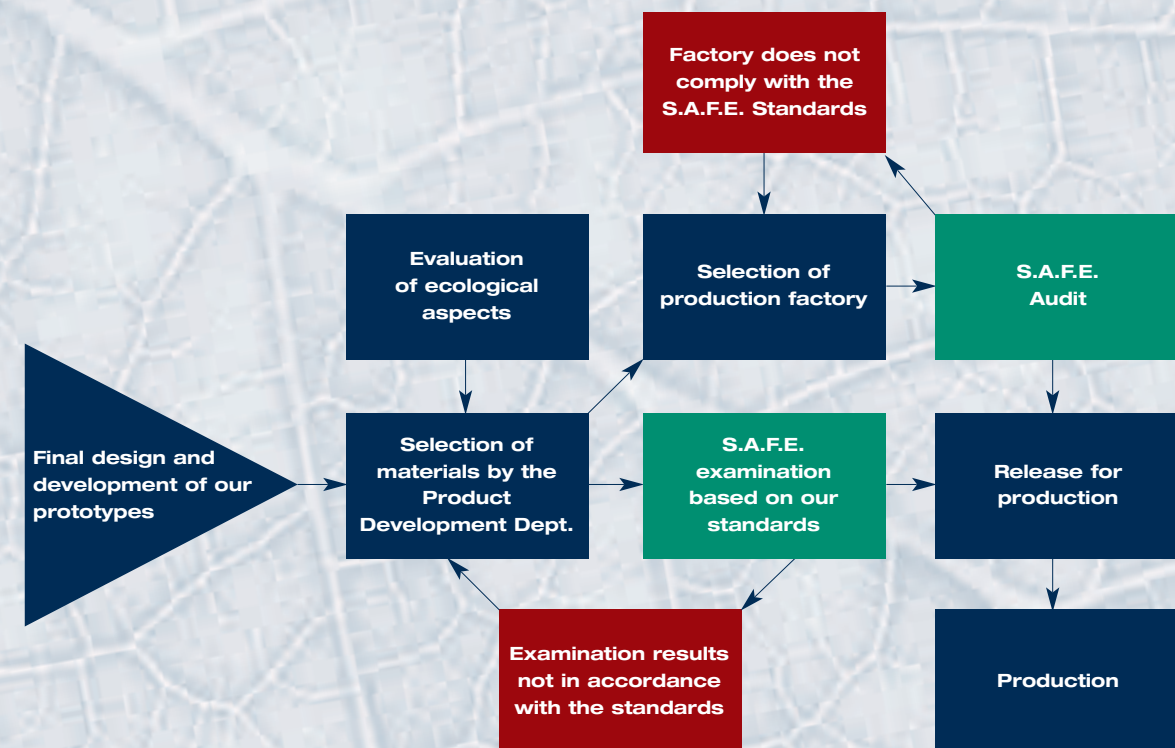 Factory does not
comply with the
S.A.F.E. Standards
Evaluation
of ecological
aspects
Selection of
production factory
S.A.F.E.
Audit
Final design and
development of our
prototypes
Selection of
materials by the
Product
Development Dept.
S.A.F.E.
examination
based on our
standards
Release for
production
Examination results
not in accordance
with the standards
Production